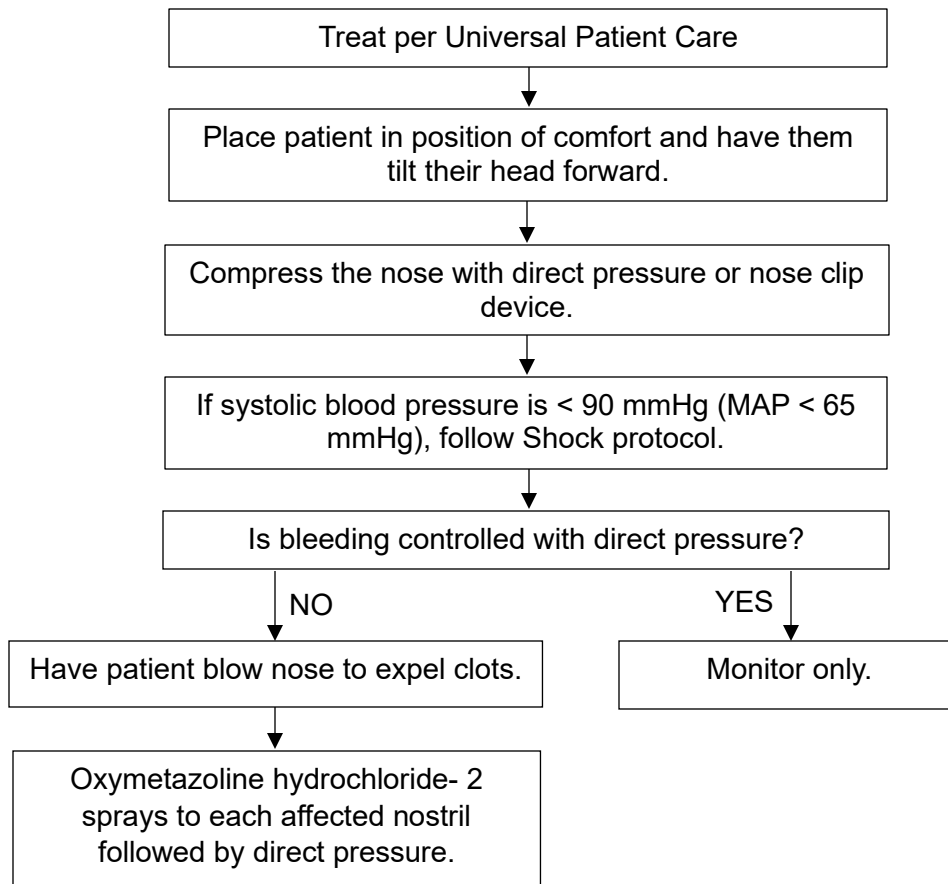 Treat per Universal Patient Care
Place patient in position of comfort and have them
tilt their head forward.
Compress the nose with direct pressure or nose clip
device.
If systolic blood pressure is < 90 mmHg (MAP < 65
mmHg), follow Shock protocol.
Is bleeding controlled with direct pressure?
NO
YES
Have patient blow nose to expel clots.
Monitor only.
Oxymetazoline hydrochloride- 2
sprays to each affected nostril
followed by direct pressure.